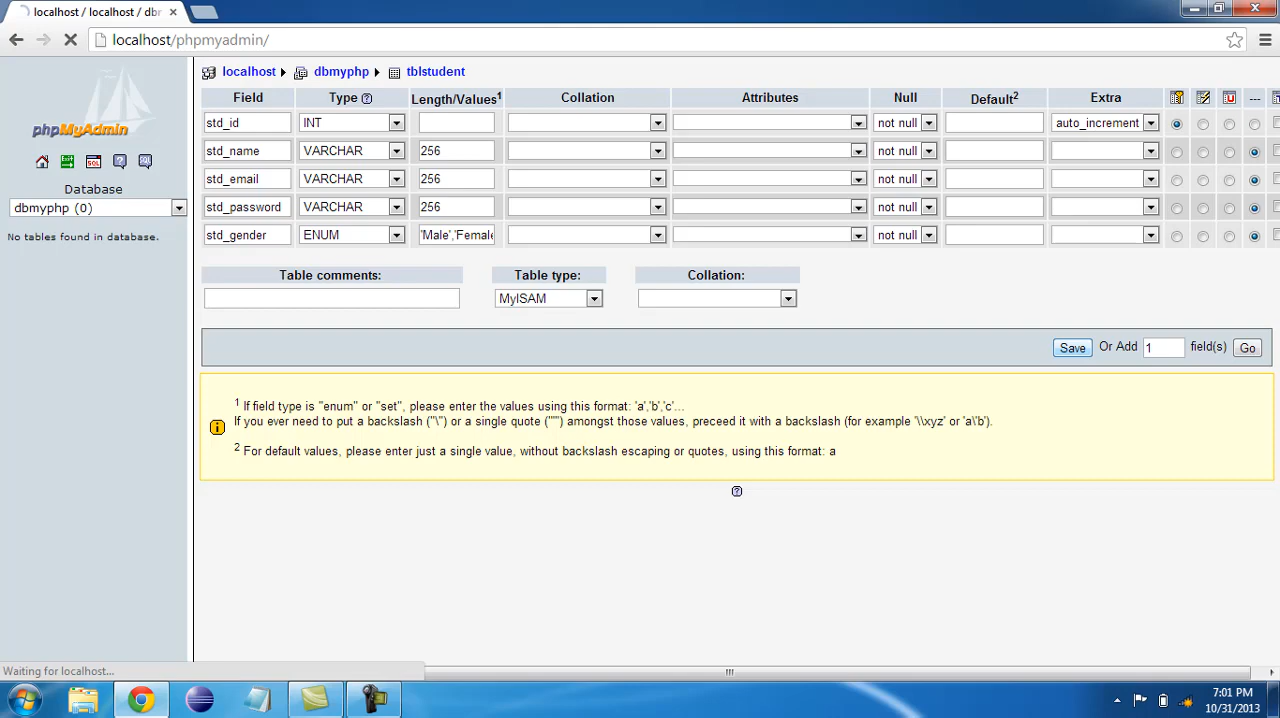 localhost / localhost / dbr
localhost/phpmyadmin/
phpMyAdmin
Database
dbmyphp (0)
No tables found in database.
localhost dbmyphp tblstudent
Field Type Length/Values1 Collation Attributes Null Default2 Extra ---
std_id INT not null auto_increment
std_name VARCHAR 256 not null
std_email VARCHAR 256 not null
std_password VARCHAR 256 not null
std_gender ENUM 'Male','Female not null
Table comments: Table type: Collation:
MyISAM
Save Or Add 1 field(s) Go
1 If field type is "enum" or "set", please enter the values using this format: 'a','b','c'...
If you ever need to put a backslash ("\") or a single quote ("'") amongst those values, preceed it with a backslash (for example '\\xyz' or 'a\'b').
2 For default values, please enter just a single value, without backslash escaping or quotes, using this format: a
Waiting for localhost...
7:01 PM
10/31/2013